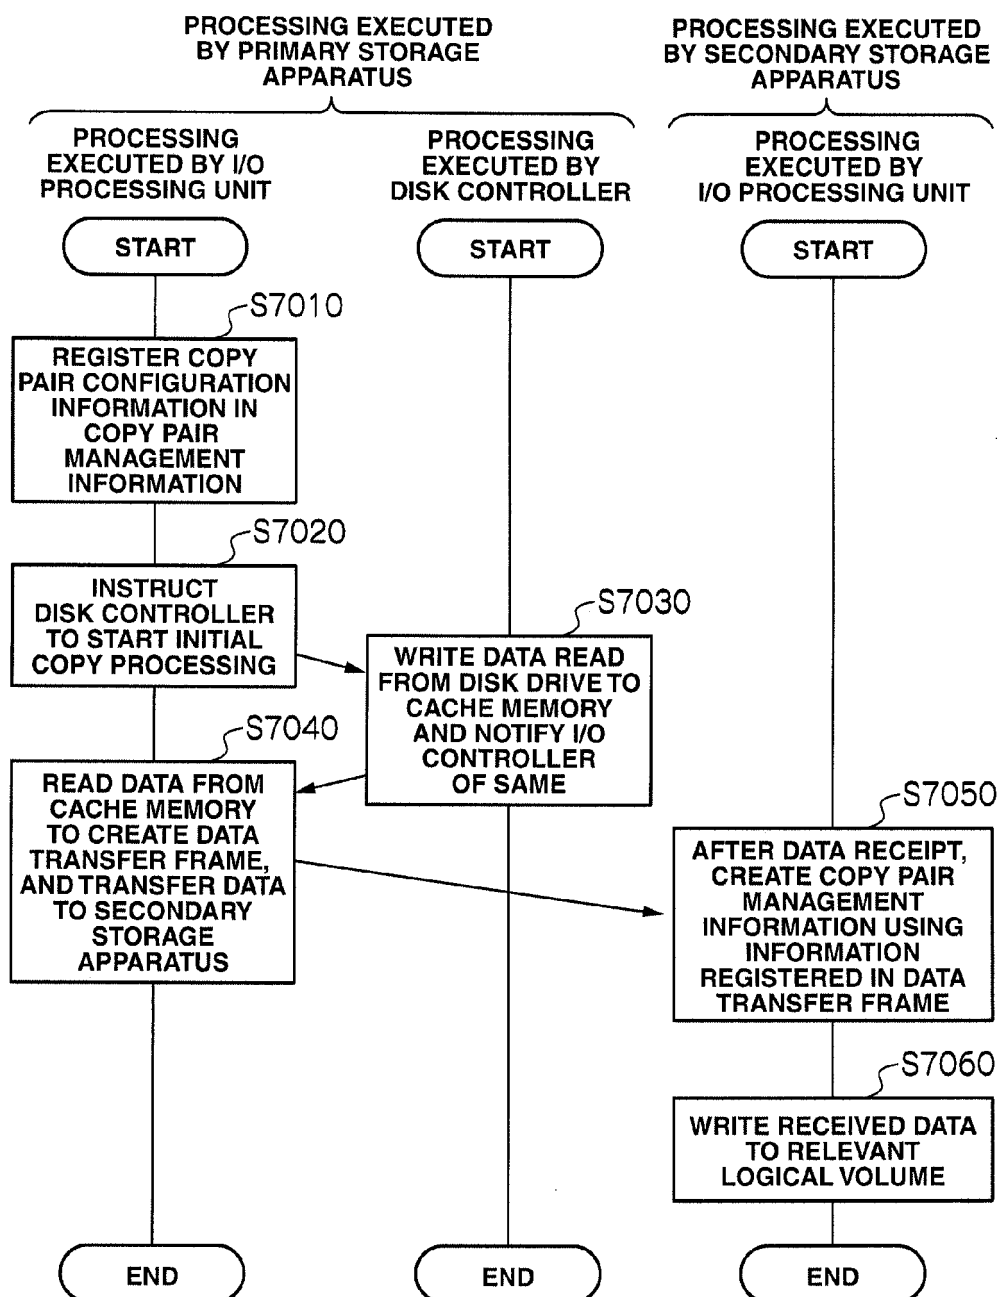 PROCESSING EXECUTED
BY PRIMARY STORAGE
APPARATUS
PROCESSING EXECUTED
BY SECONDARY STORAGE
APPARATUS
PROCESSING
EXECUTED BY I/O
PROCESSING UNIT
PROCESSING
EXECUTED BY
DISK CONTROLLER
PROCESSING
EXECUTED BY
I/O PROCESSING UNIT
START
START
START
S7010
REGISTER COPY
PAIR CONFIGURATION
INFORMATION IN
COPY PAIR
MANAGEMENT
INFORMATION
S7020
INSTRUCT
DISK CONTROLLER
TO START INITIAL
COPY PROCESSING
S7030
WRITE DATA READ
FROM DISK DRIVE TO
CACHE MEMORY
AND NOTIFY I/O
CONTROLLER
OF SAME
S7040
READ DATA FROM
CACHE MEMORY
TO CREATE DATA
TRANSFER FRAME,
AND TRANSFER DATA
TO SECONDARY
STORAGE
APPARATUS
S7050
AFTER DATA RECEIPT,
CREATE COPY PAIR
MANAGEMENT
INFORMATION USING
INFORMATION
REGISTERED IN DATA
TRANSFER FRAME
S7060
WRITE RECEIVED DATA
TO RELEVANT
LOGICAL VOLUME
END
END
END